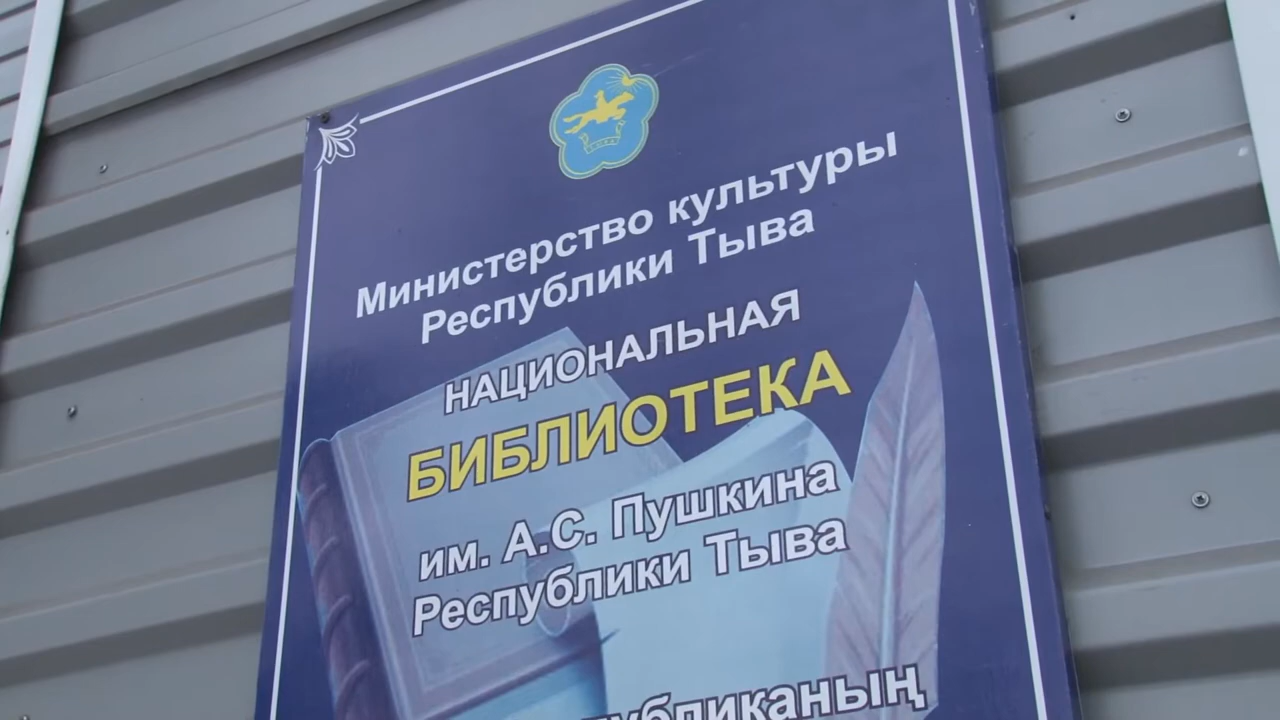 Министерство культуры
Республики Тыва
НАЦИОНАЛЬНАЯ
БИБЛИОТЕКА
им. А.С. Пушкина
Республики Тыва